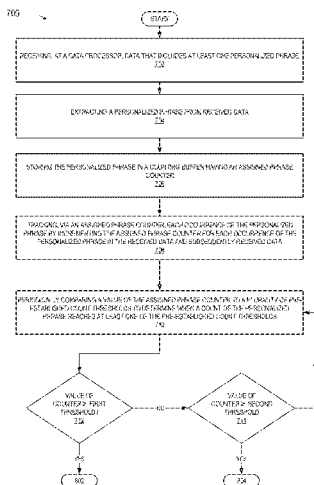 700
START
RECEIVING, AT A DATA PROCESSOR, DATA THAT INCLUDES AT LEAST ONE PERSONALIZED PHRASE
702
EXTRACTING A PERSONALIZED PHRASE FROM RECEIVED DATA
704
STORING THE PERSONALIZED PHRASE IN A COUNTING BUFFER HAVING AN ASSIGNED PHRASE
COUNTER
706
TRACKING, VIA AN ASSIGNED PHRASE COUNTER, EACH OCCURRENCE OF THE PERSONALIZED
PHRASE BY INCREMENTING THE ASSIGNED PHRASE COUNTER FOR EACH OCCURRENCE OF THE
PERSONALIZED PHRASE IN THE RECEIVED DATA AND SUBSEQUENTLY RECEIVED DATA
708
PERIODICALLY COMPARING A VALUE OF THE ASSIGNED PHRASE COUNTER TO A PLURALITY OF PRE-
ESTABLISHED COUNT THRESHOLDS TO DETERMINE WHEN A COUNT OF THE PERSONALIZED
PHRASE REACHES AT LEAST ONE OF THE PRE-ESTABLISHED COUNT THRESHOLDS
710
VALUE OF
COUNTER ≥ FIRST
THRESHOLD?
712
NO
VALUE OF
COUNTER ≥ SECOND
THRESHOLD?
YES
YES
802